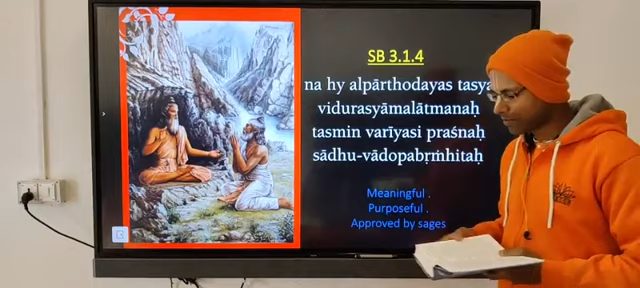 SB 3.1.4
na hy alpārthodayas tasya
vidurasyāmalātmanaḥ
tasmin varīyasi praśnaḥ
sādhu-vādopabṛṁhitaḥ
Meaningful .
Purposeful .
Approved by sages